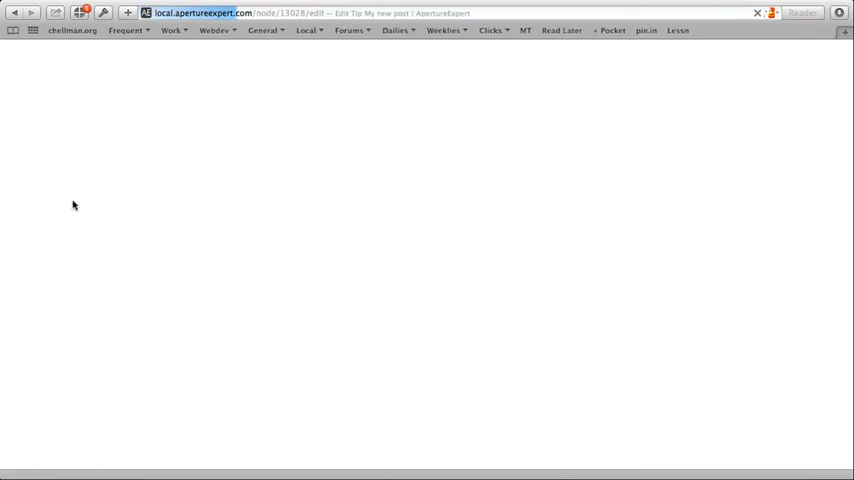 AE local.apertureexpert.com/node/13028/edit — Edit Tip My new post | ApertureExpert Reader
chellman.org Frequent Work Webdev General Local Forums Dailies Weeklies Clicks MT Read Later + Pocket pin.in Lessn